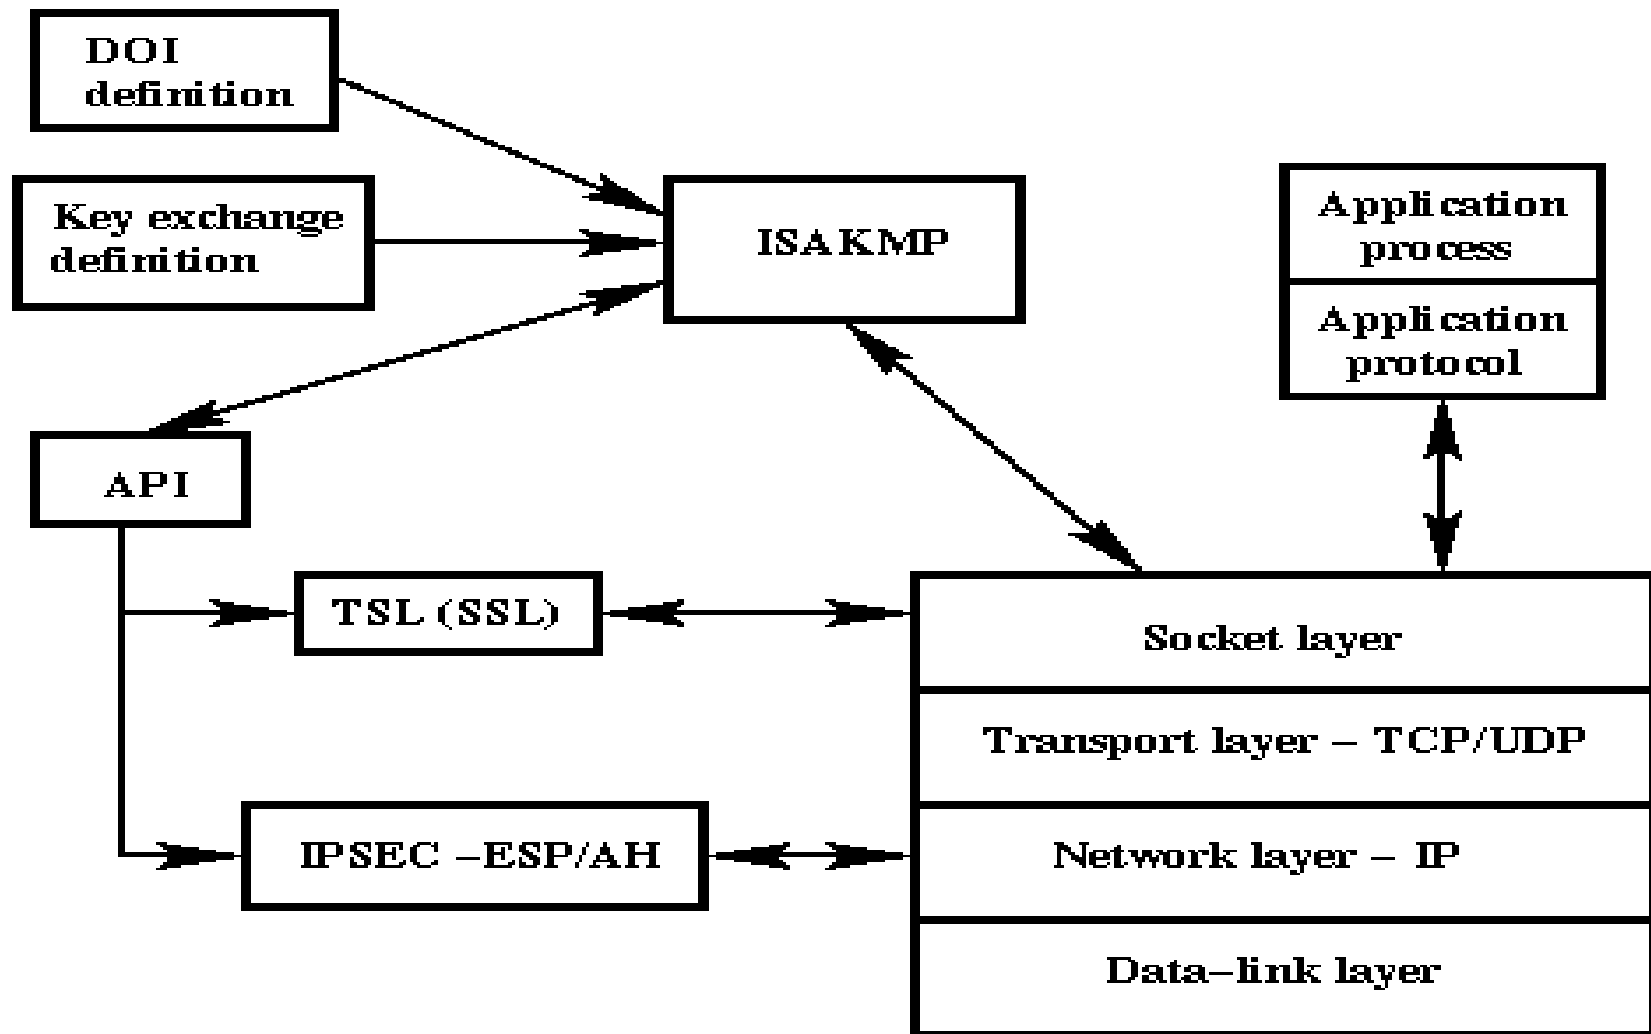 DOI
definition
Key exchange
definition
ISAKMP
Application
process
Application
protocol
API
TSL (SSL)
Socket layer
Transport layer – TCP/UDP
IPSEC –ESP/AH
Network layer – IP
Data–link layer